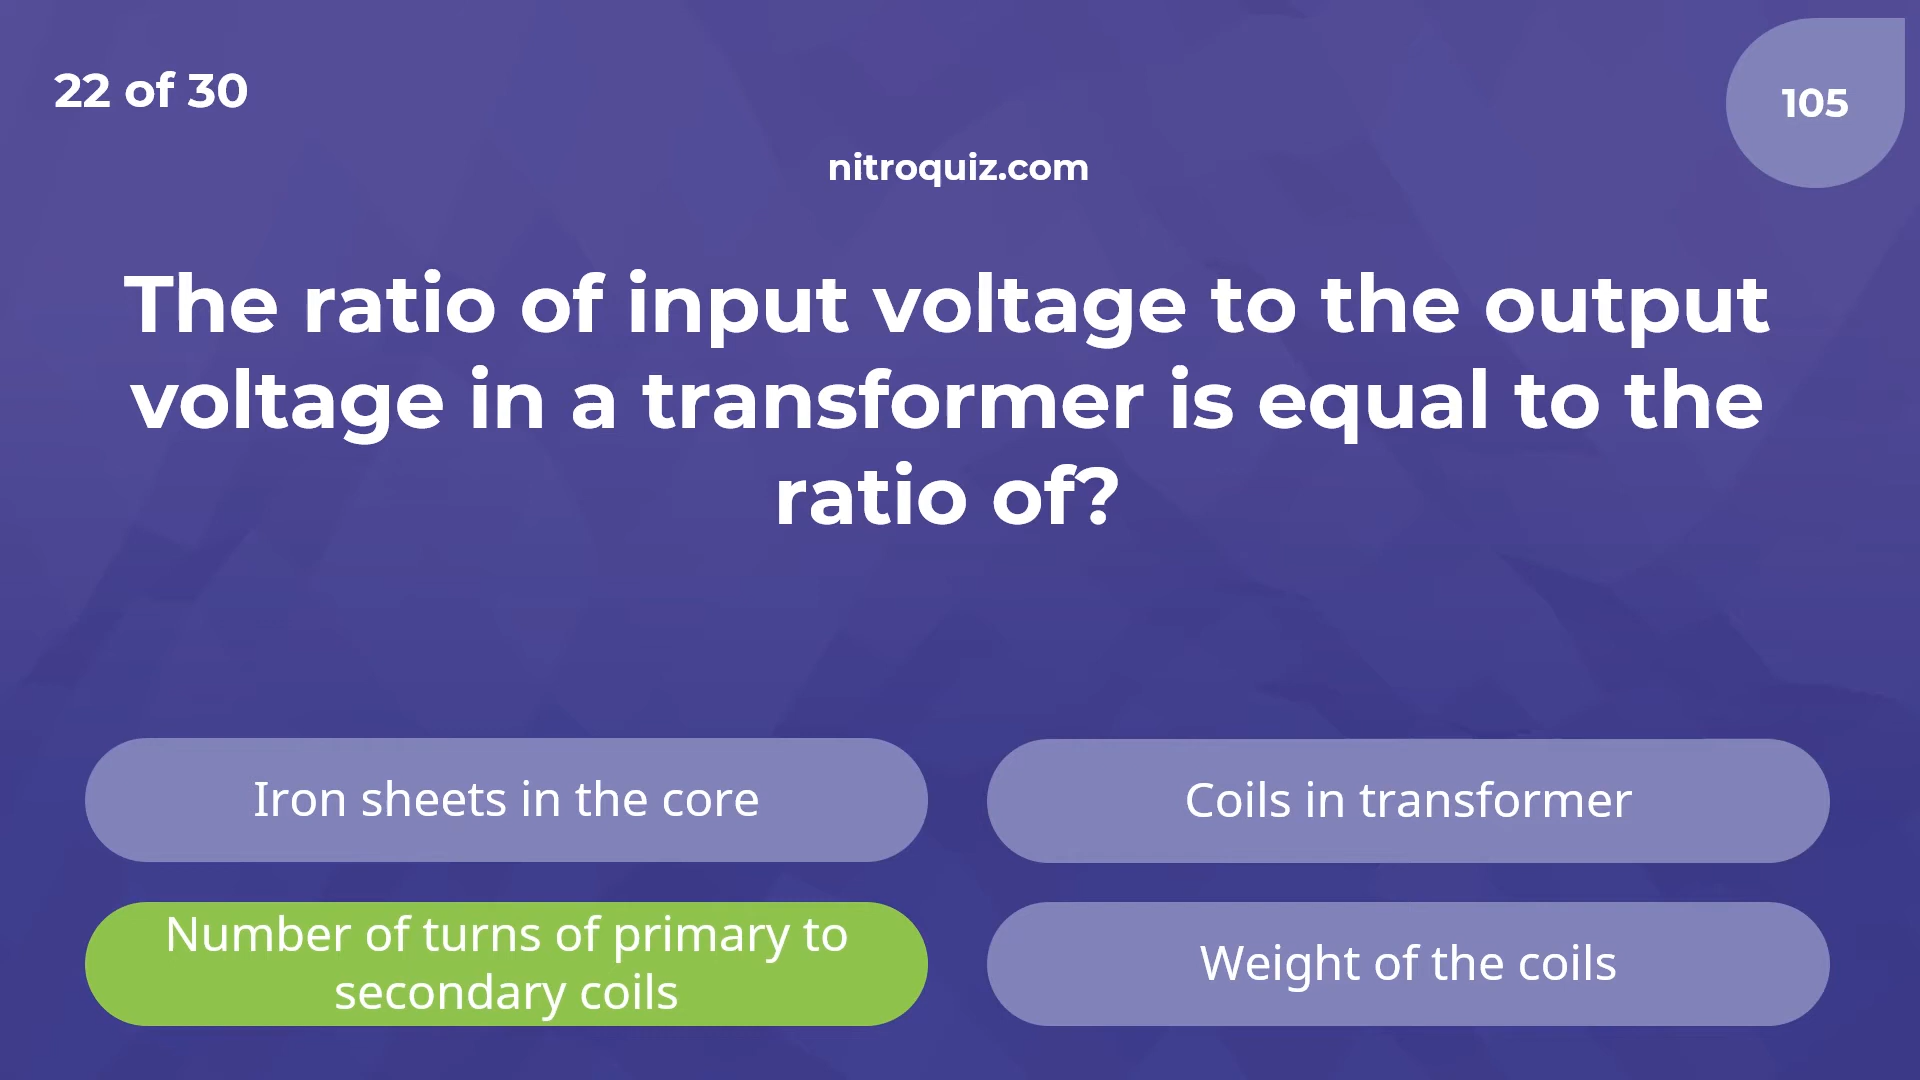 22 of 30
105
nitroquiz.com
The ratio of input voltage to the output
voltage in a transformer is equal to the
ratio of?
Iron sheets in the core
Coils in transformer
Number of turns of primary to
secondary coils
Weight of the coils